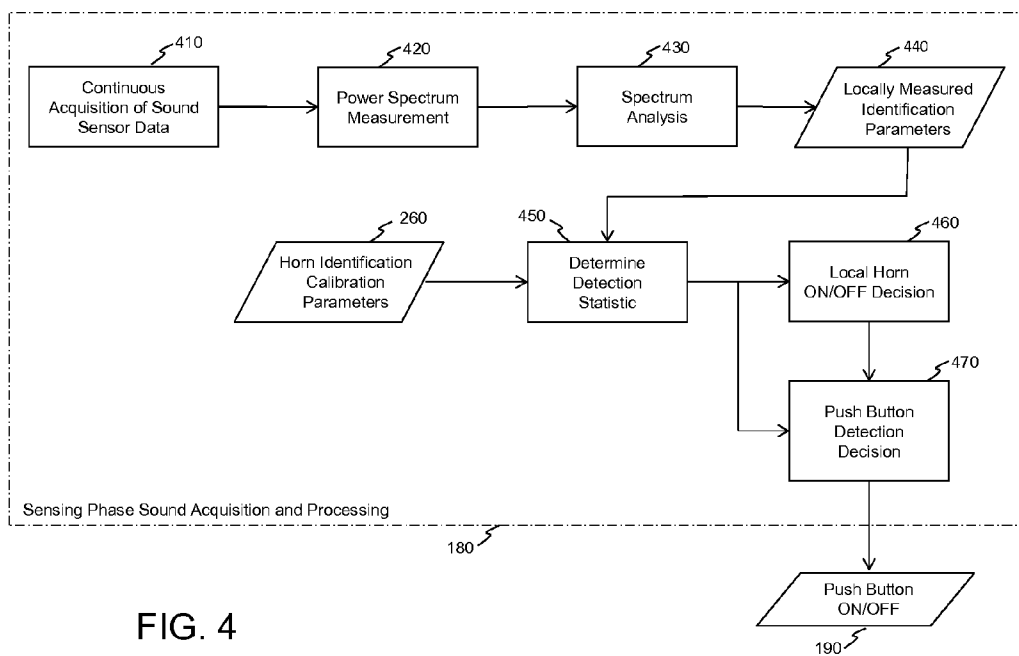 410
420
430
440
Continuous
Acquisition of Sound
Sensor Data
Power Spectrum
Measurement
Spectrum
Analysis
Locally Measured
Identification
Parameters
260
450
460
Horn Identification
Calibration
Parameters
Determine
Detection
Statistic
Local Horn
ON/OFF Decision
470
Push Button
Detection
Decision
Sensing Phase Sound Acquisition and Processing
180
Push Button
ON/OFF
190
FIG. 4